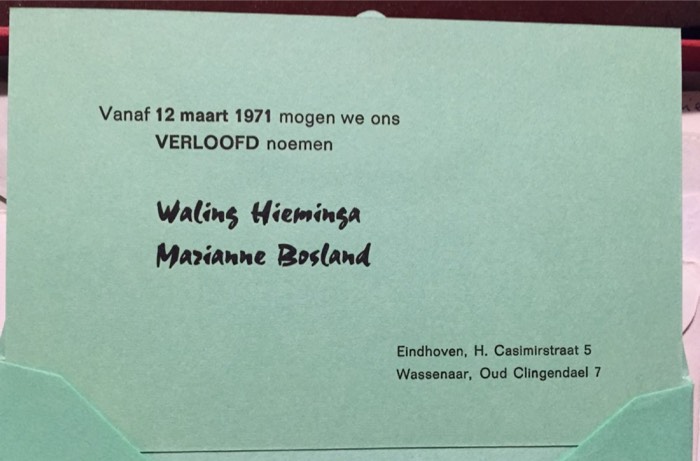 Vanaf 12 maart 1971 mogen we ons
VERLOOFD noemen
Waling Hieminga
Marianne Bosland
Eindhoven, H. Casimirstraat 5
Wassenaar, Oud Clingendael 7